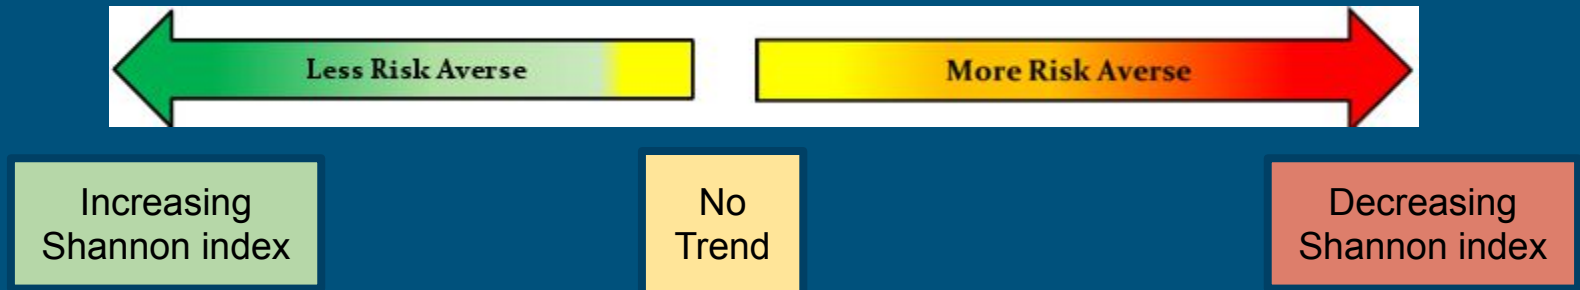 Less Risk Averse
More Risk Averse
Increasing
Shannon index
No
Trend
Decreasing
Shannon index